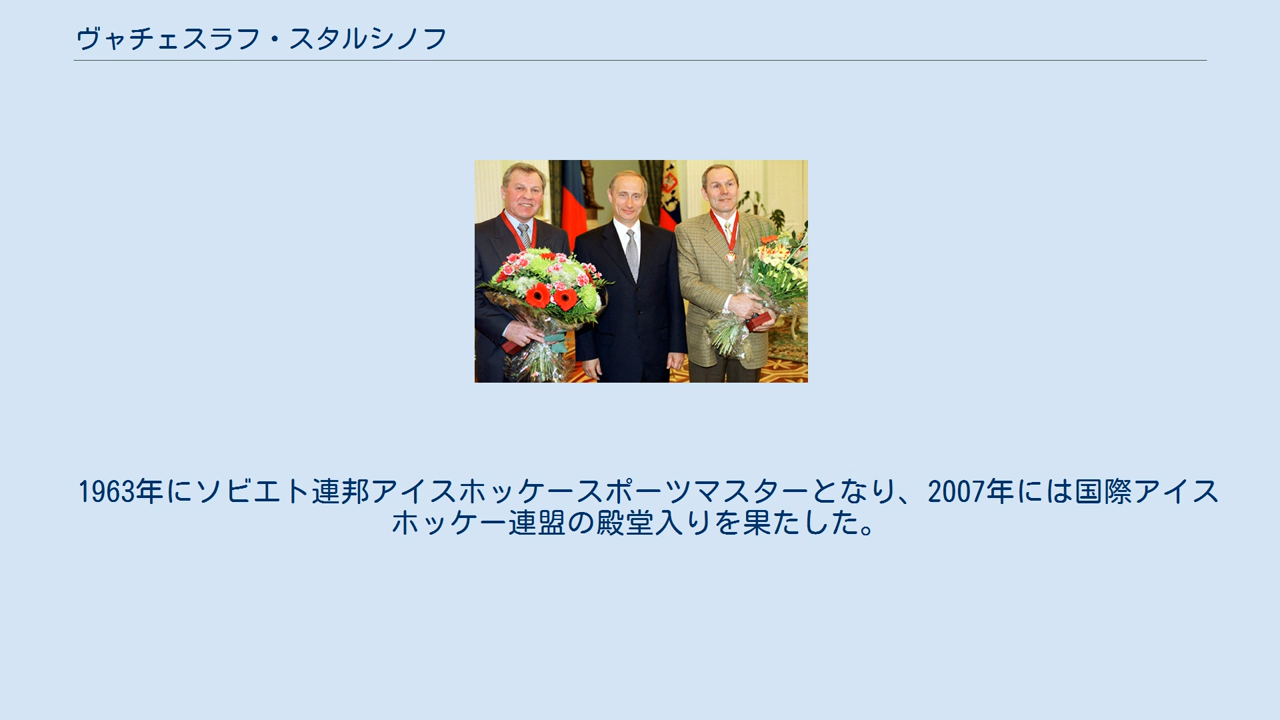 ヴャチェスラフ・スタルシノフ
1963年にソビエト連邦アイスホッケースポーツマスターとなり、2007年には国際アイス
ホッケー連盟の殿堂入りを果たした。